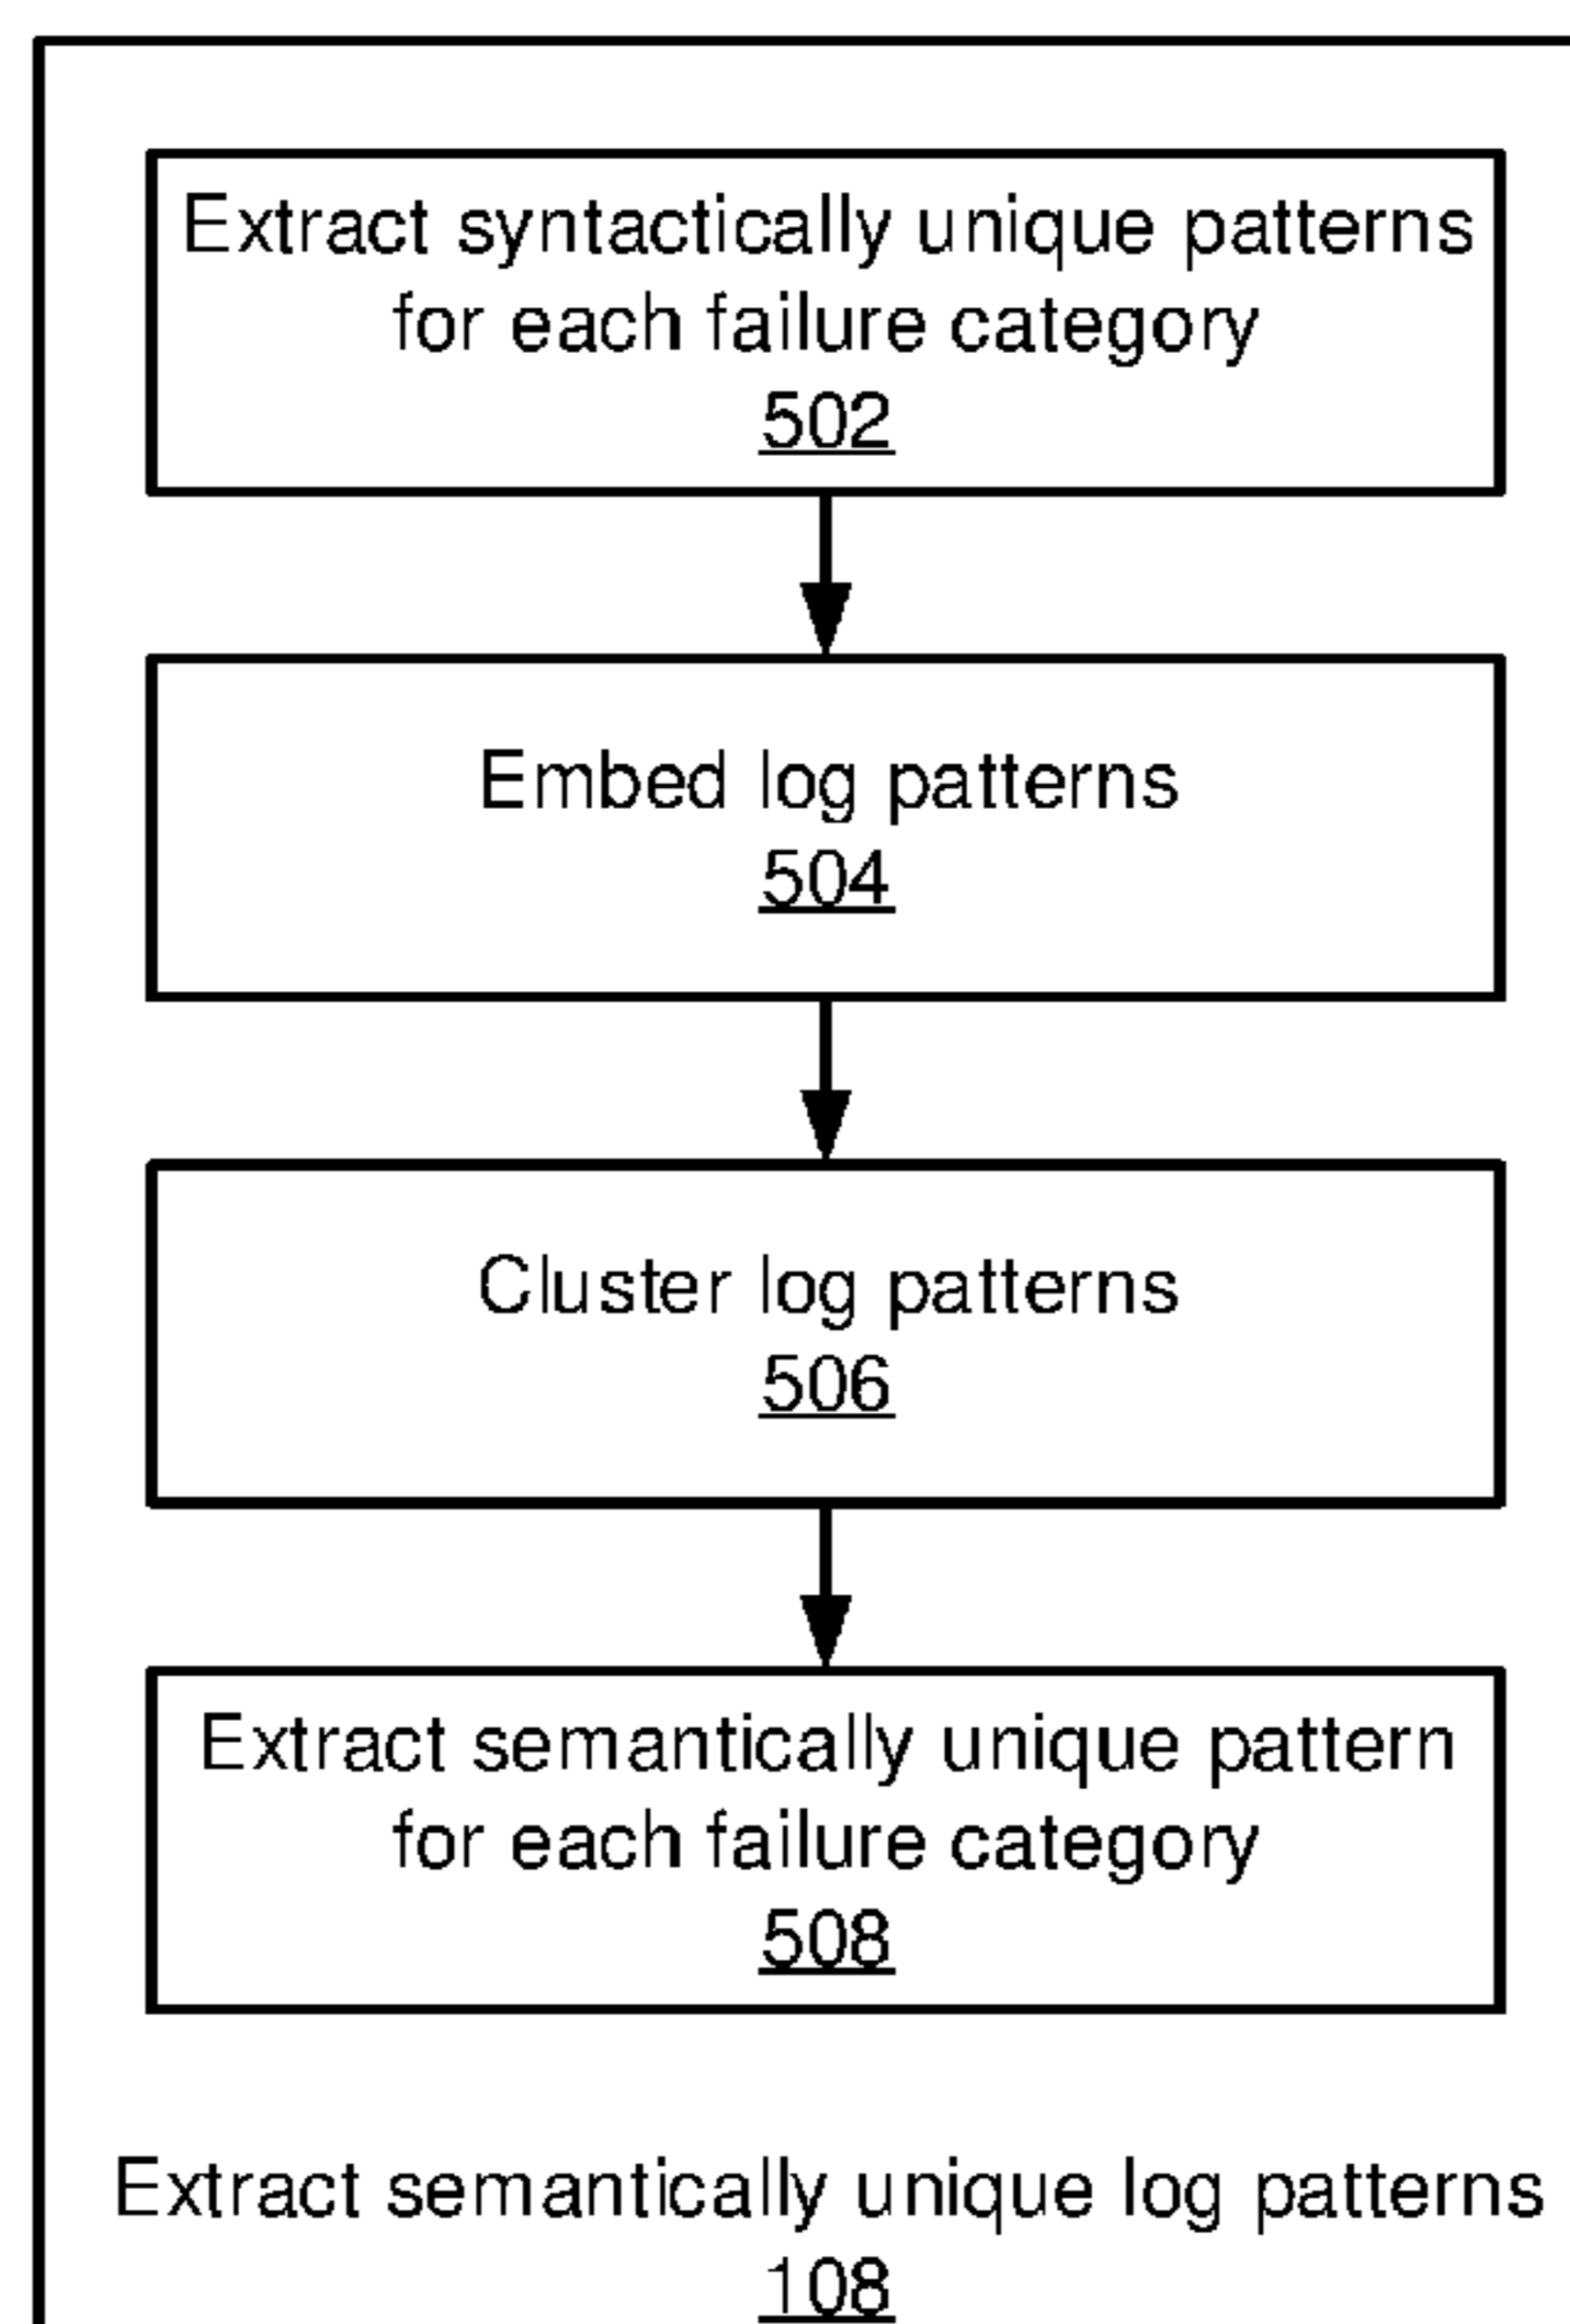 Extract syntactically unique patterns
for each failure category
502
Embed log patterns
504
Cluster log patterns
506
Extract semantically unique pattern
for each failure category
508
Extract semantically unique log patterns
108